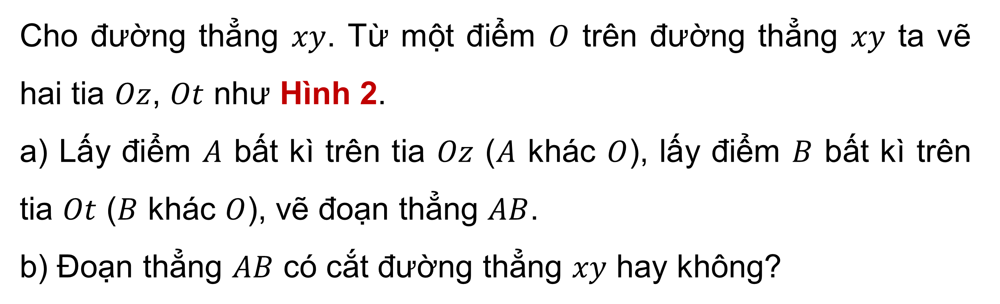 Cho đường thẳng xy. Từ một điểm O trên đường thẳng xy ta vẽ
hai tia Oz, Ot như Hình 2.
a) Lấy điểm A bất kì trên tia Oz (A khác O), lấy điểm B bất kì trên
tia Ot (B khác O), vẽ đoạn thẳng AB.
b) Đoạn thẳng AB có cắt đường thẳng xy hay không?